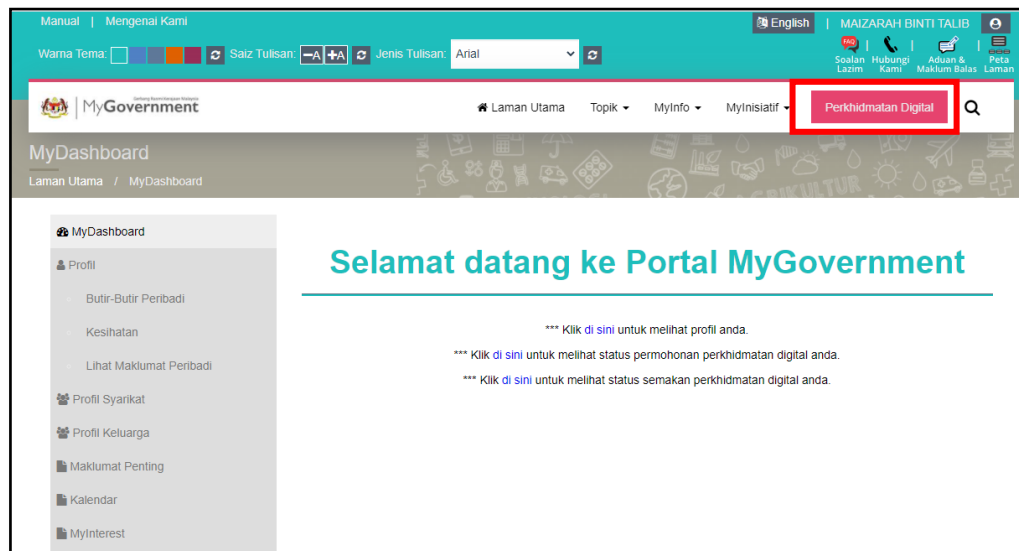 Manual | Mengenai Kami
English | MAIZARAH BINTI TALIB
Warna Tema: Saiz Tulisan: -A +A Jenis Tulisan: Arial
FAQ
Soalan Lazim | Hubungi Kami | Aduan & Maklum Balas | Peta Laman
MyGovernment
Laman Utama Topik MyInfo MyInisiatif Perkhidmatan Digital
MyDashboard
Laman Utama / MyDashboard
AGRIKULTUR
MyDashboard
Profil
Butir-Butir Peribadi
Kesihatan
Lihat Maklumat Peribadi
Profil Syarikat
Profil Keluarga
Maklumat Penting
Kalendar
MyInterest
Selamat datang ke Portal MyGovernment
*** Klik di sini untuk melihat profil anda.
*** Klik di sini untuk melihat status permohonan perkhidmatan digital anda.
*** Klik di sini untuk melihat status semakan perkhidmatan digital anda.